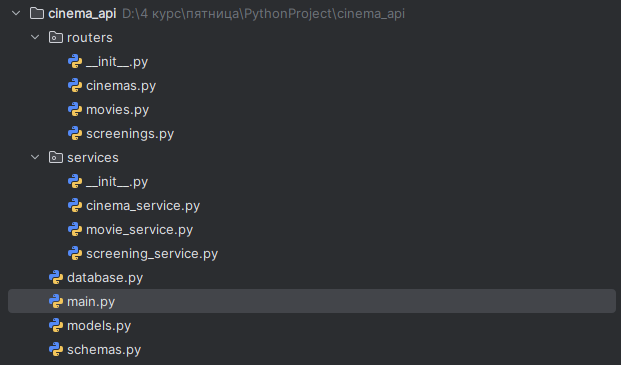 cinema_api D:\4 курс\пятница\PythonProject\cinema_api
routers
__init__.py
cinemas.py
movies.py
screenings.py
services
__init__.py
cinema_service.py
movie_service.py
screening_service.py
database.py
main.py
models.py
schemas.py